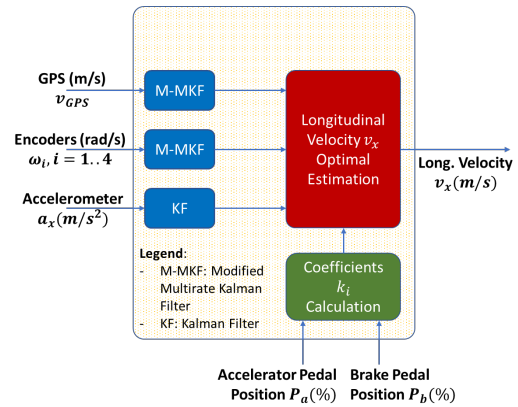 GPS (m/s)
v_GPS
M-MKF
Encoders (rad/s)
ω_i, i = 1..4
M-MKF
Accelerometer
a_x(m/s²)
KF
Longitudinal
Velocity v_x
Optimal
Estimation
Long. Velocity
v_x(m/s)
Legend:
- M-MKF: Modified
Multirate Kalman
Filter
- KF: Kalman Filter
Coefficients
k_i
Calculation
Accelerator Pedal
Position P_a(%)
Brake Pedal
Position P_b(%)